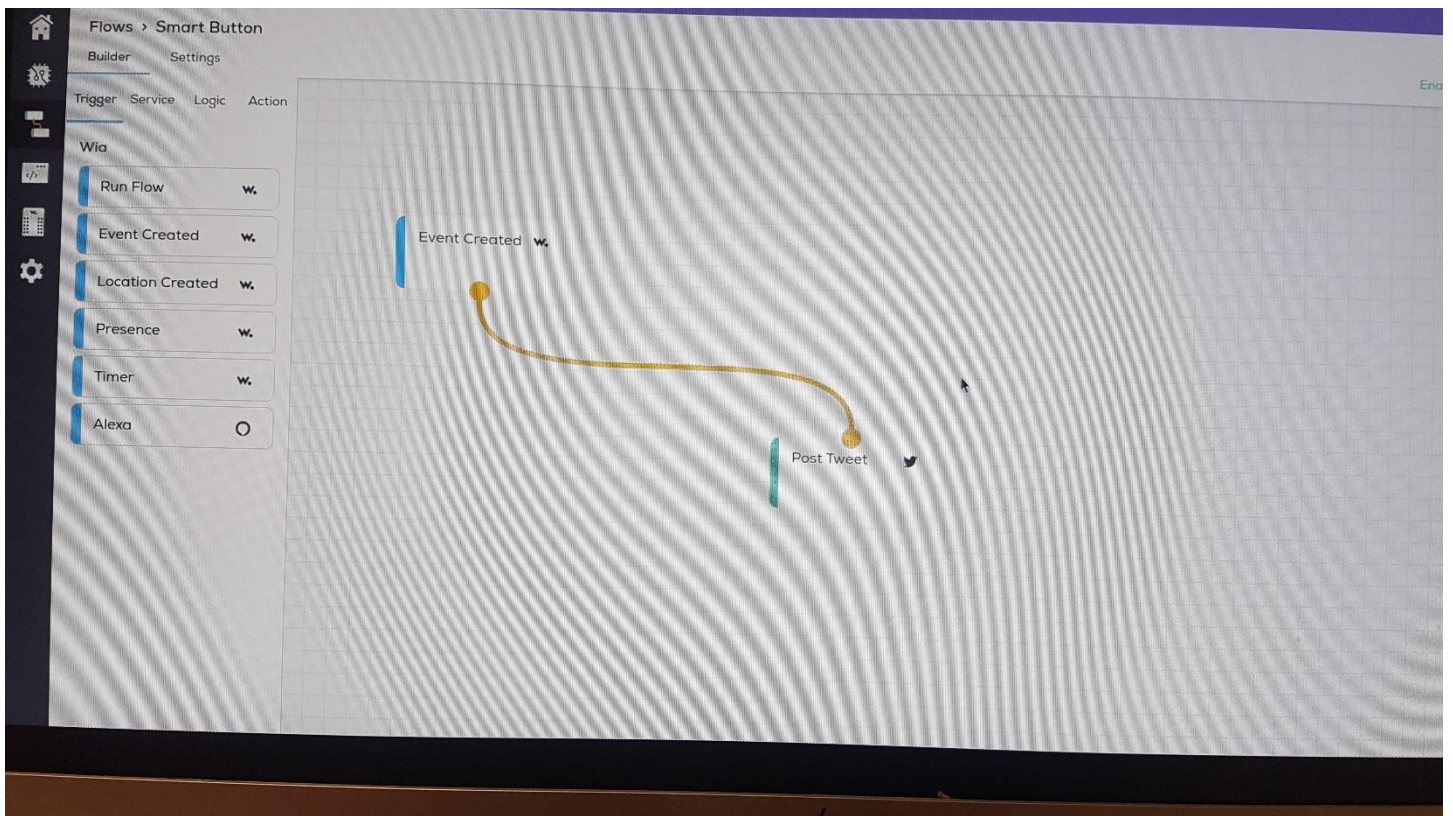 Flows > Smart Button
Builder Settings
Trigger Service Logic Action
Wia
Run Flow w.
Event Created w.
Location Created w.
Presence w.
Timer w.
Alexa
Event Created w.
Post Tweet